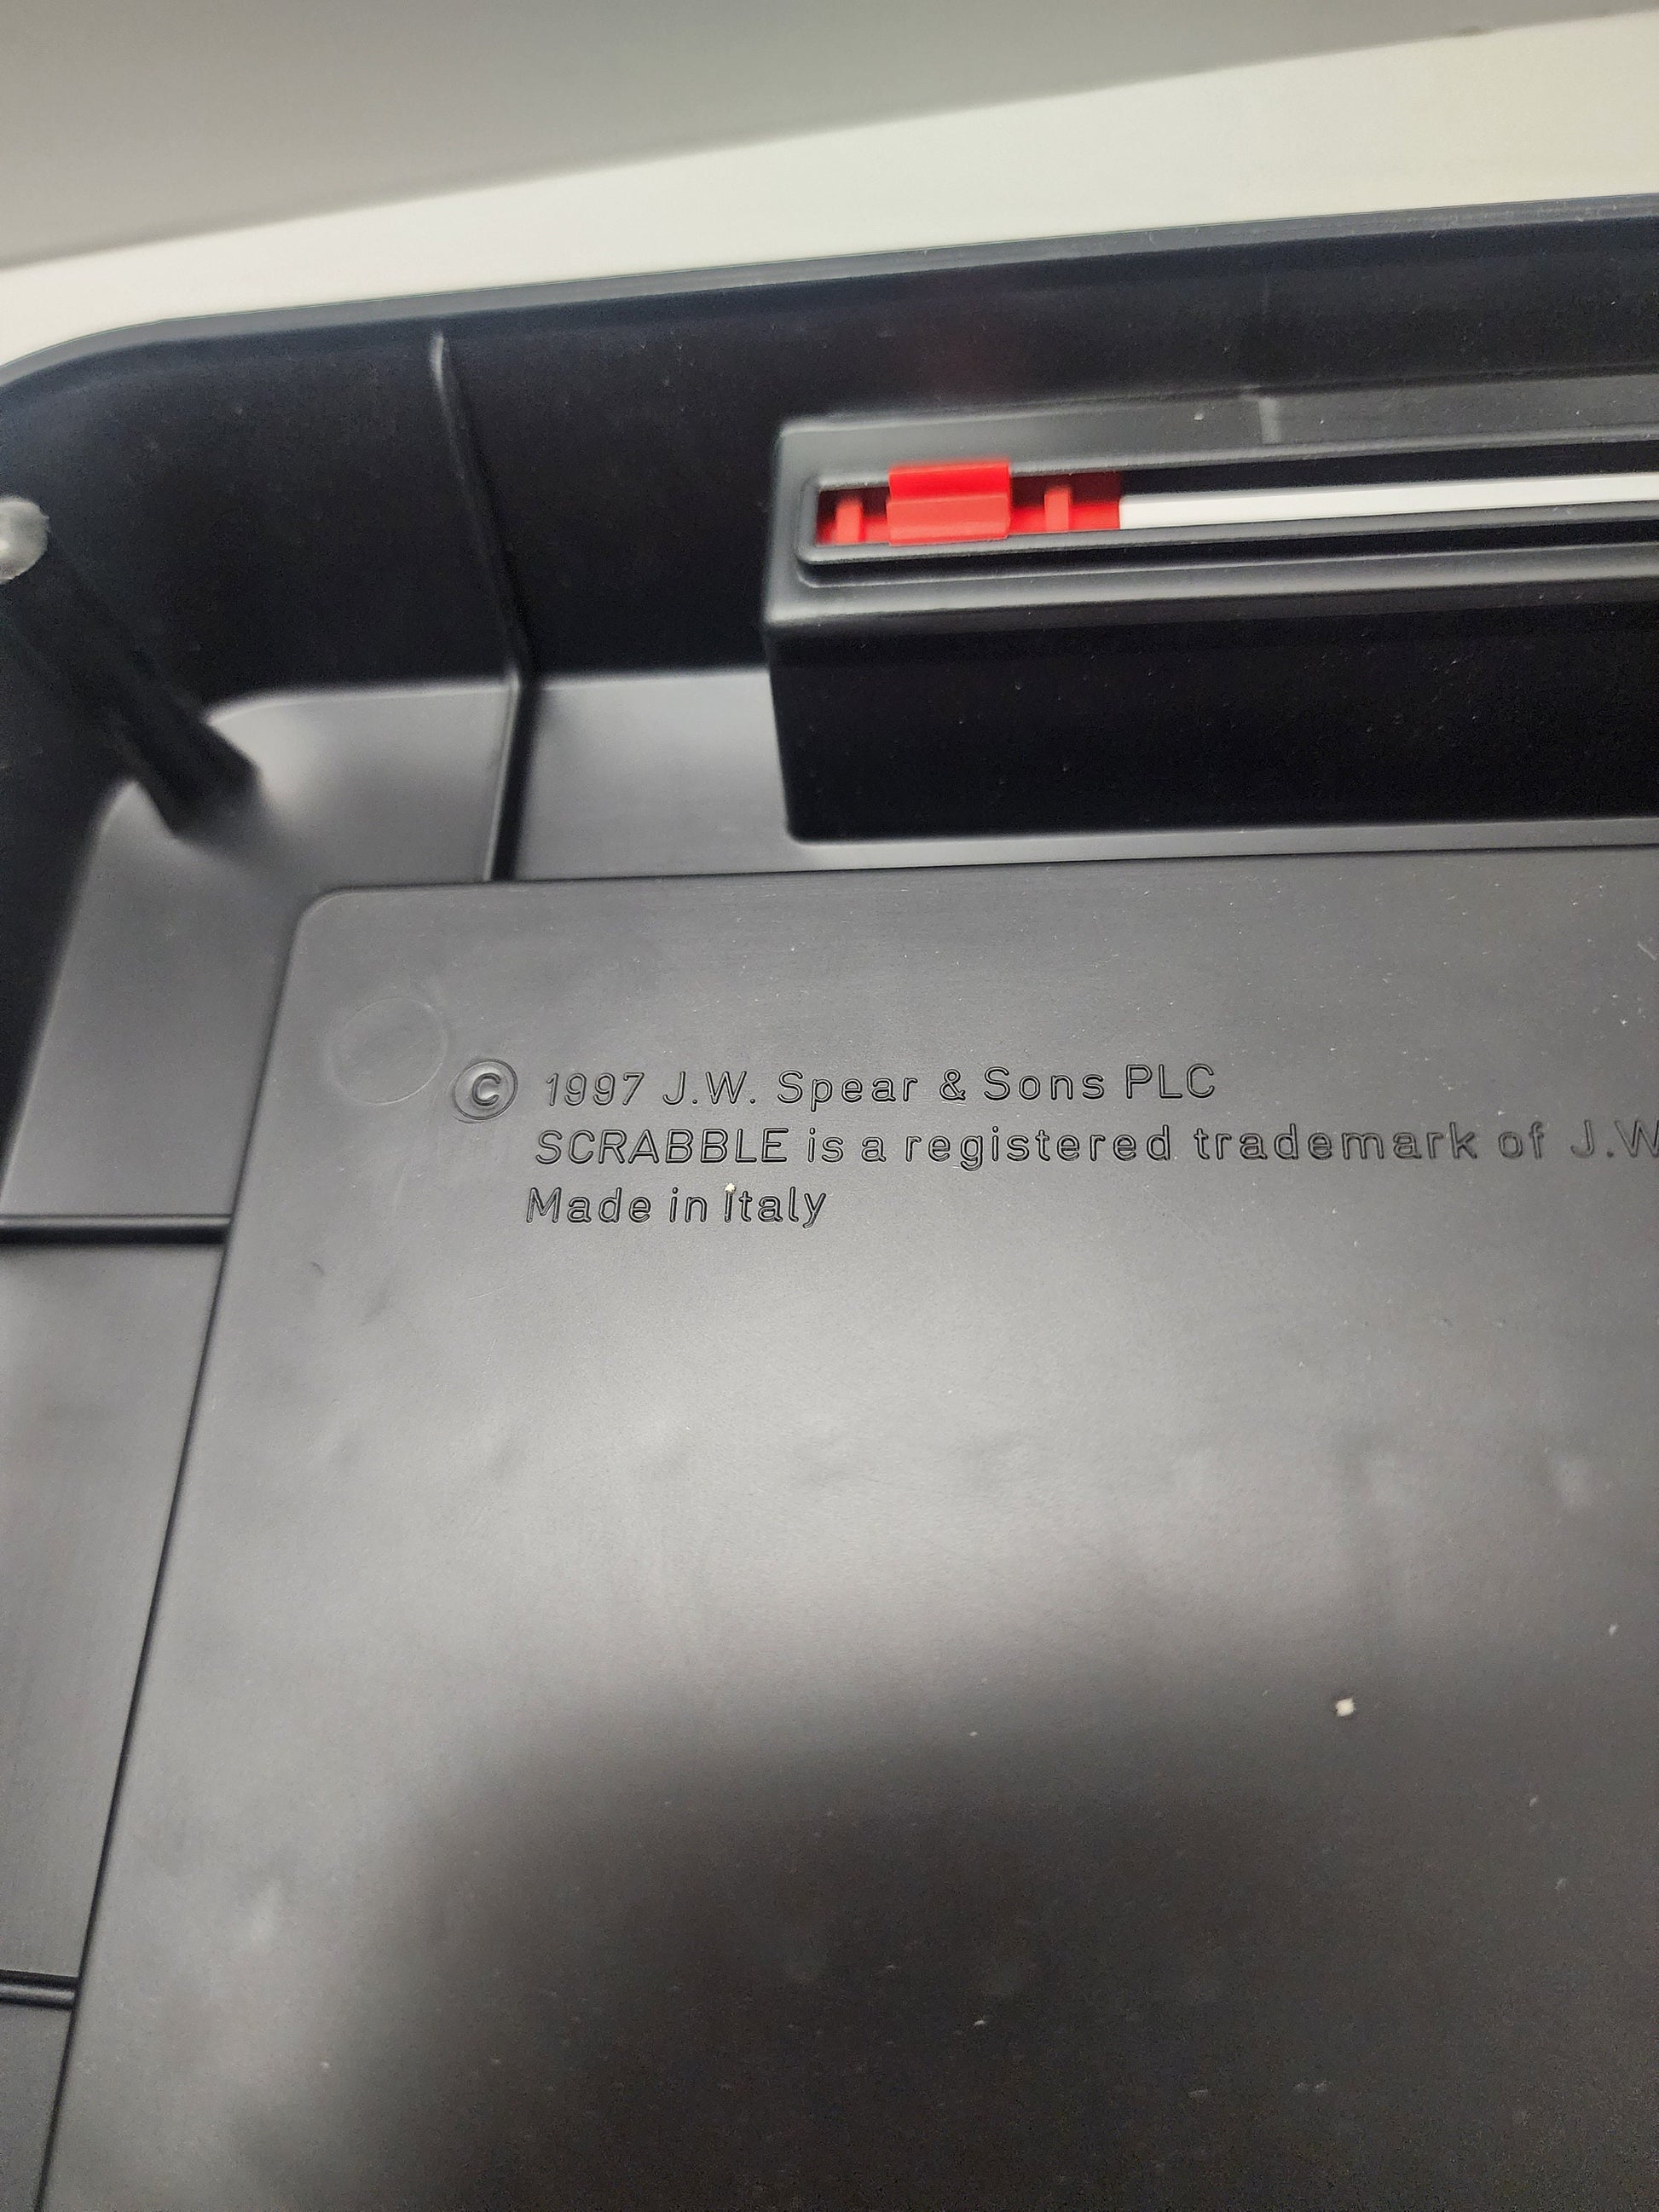 © 1997 J.W. Spear & Sons PLC
SCRABBLE is a registered trademark of J.W
Made in Italy